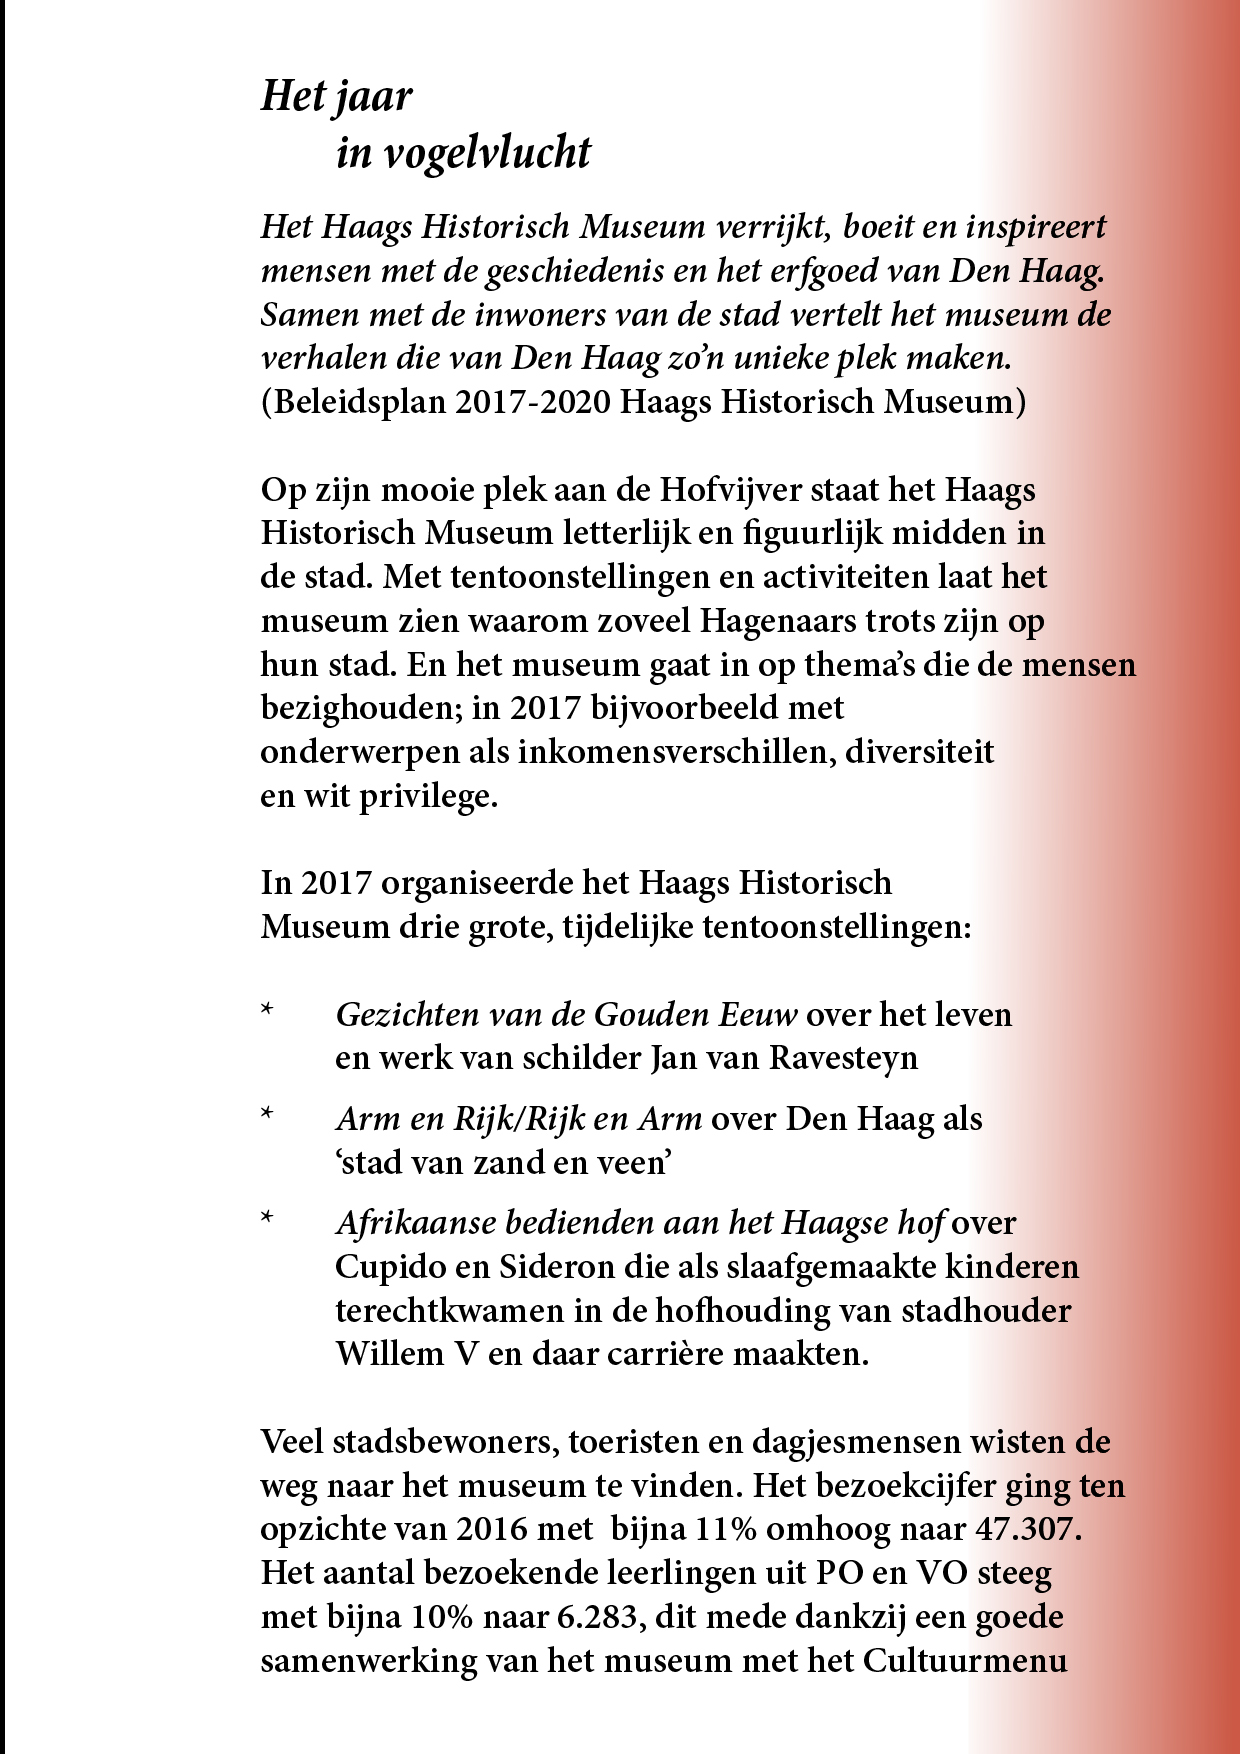 Het jaar
in vogelvlucht
Het Haags Historisch Museum verrijkt, boeit en inspireert
mensen met de geschiedenis en het erfgoed van Den Haag.
Samen met de inwoners van de stad vertelt het museum de
verhalen die van Den Haag zo’n unieke plek maken.
(Beleidsplan 2017-2020 Haags Historisch Museum)
Op zijn mooie plek aan de Hofvijver staat het Haags
Historisch Museum letterlijk en figuurlijk midden in
de stad. Met tentoonstellingen en activiteiten laat het
museum zien waarom zoveel Hagenaars trots zijn op
hun stad. En het museum gaat in op thema’s die de mensen
bezighouden; in 2017 bijvoorbeeld met
onderwerpen als inkomensverschillen, diversiteit
en wit privilege.
In 2017 organiseerde het Haags Historisch
Museum drie grote, tijdelijke tentoonstellingen:
* Gezichten van de Gouden Eeuw over het leven
en werk van schilder Jan van Ravesteyn
* Arm en Rijk/Rijk en Arm over Den Haag als
‘stad van zand en veen’
* Afrikaanse bedienden aan het Haagse hof over
Cupido en Sideron die als slaafgemaakte kinderen
terechtkwamen in de hofhouding van stadhouder
Willem V en daar carrière maakten.
Veel stadsbewoners, toeristen en dagjesmensen wisten de
weg naar het museum te vinden. Het bezoekcijfer ging ten
opzichte van 2016 met bijna 11% omhoog naar 47.307.
Het aantal bezoekende leerlingen uit PO en VO steeg
met bijna 10% naar 6.283, dit mede dankzij een goede
samenwerking van het museum met het Cultuurmenu